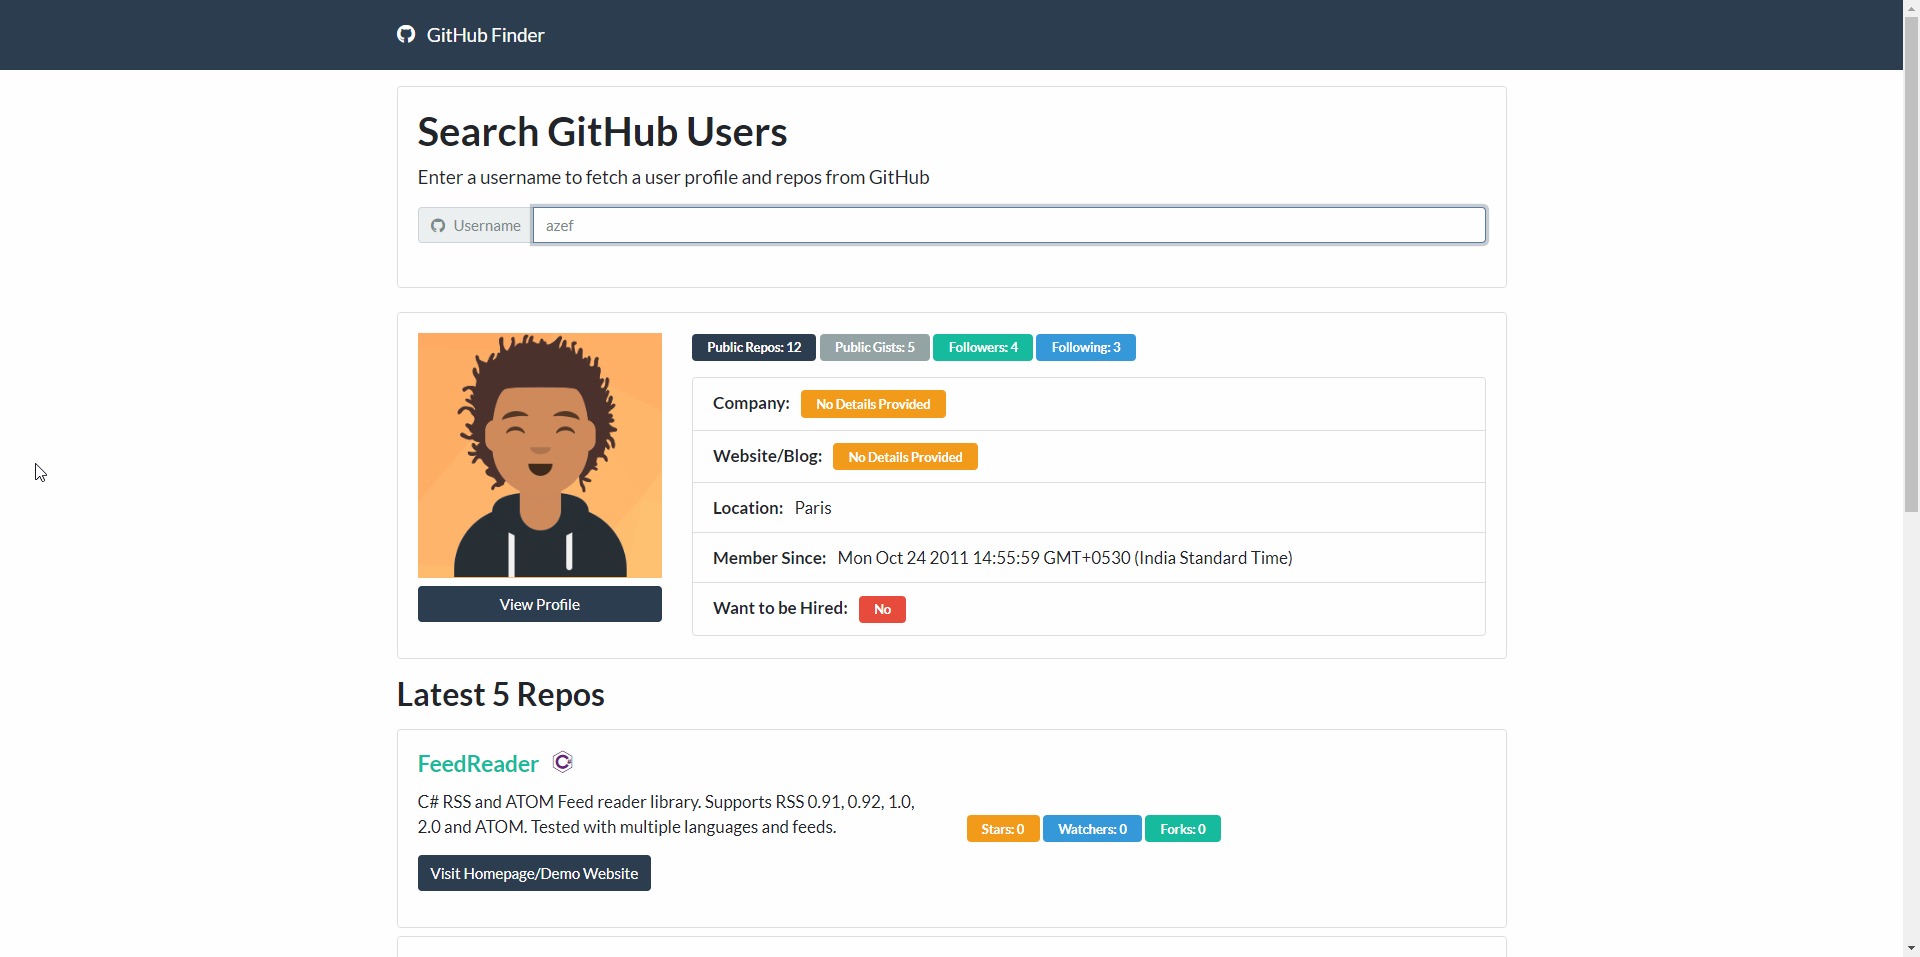 GitHub Finder
Search GitHub Users
Enter a username to fetch a user profile and repos from GitHub
Username azef
Public Repos: 12 Public Gists: 5 Followers: 4 Following: 3
Company: No Details Provided
Website/Blog: No Details Provided
Location: Paris
Member Since: Mon Oct 24 2011 14:55:59 GMT+0530 (India Standard Time)
View Profile
Want to be Hired: No
Latest 5 Repos
FeedReader
C# RSS and ATOM Feed reader library. Supports RSS 0.91, 0.92, 1.0,
2.0 and ATOM. Tested with multiple languages and feeds.
Stars: 0 Watchers: 0 Forks: 0
Visit Homepage/Demo Website